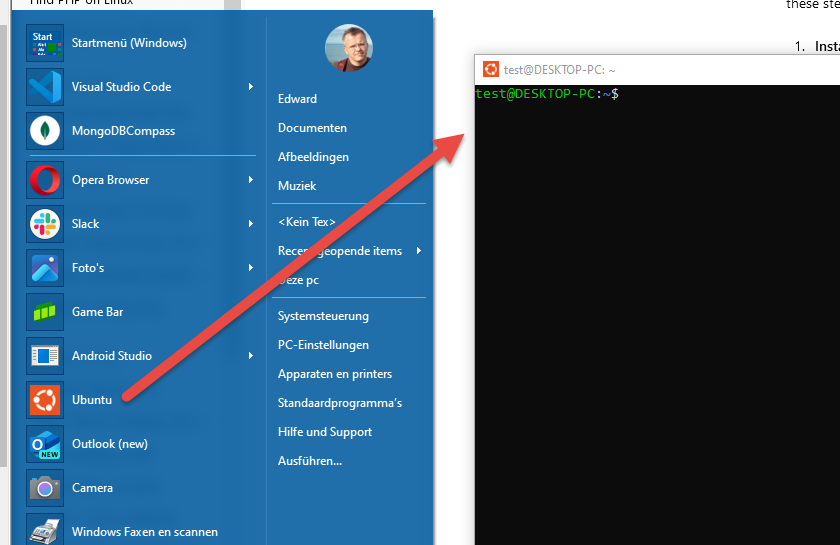 Find PHP on Linux
these ste
1. Insta
Start
Startmenü (Windows)
Visual Studio Code
MongoDBCompass
Opera Browser
Slack
Foto's
Game Bar
Android Studio
Ubuntu
NEW
Outlook (new)
Camera
Windows Faxen en scannen
Edward
Documenten
Afbeeldingen
Muziek
<Kein Tex>
Recent geopende items
Deze pc
Systemsteuerung
PC-Einstellungen
Apparaten en printers
Standaardprogramma's
Hilfe und Support
Ausführen...
test@DESKTOP-PC: ~
test@DESKTOP-PC:~$